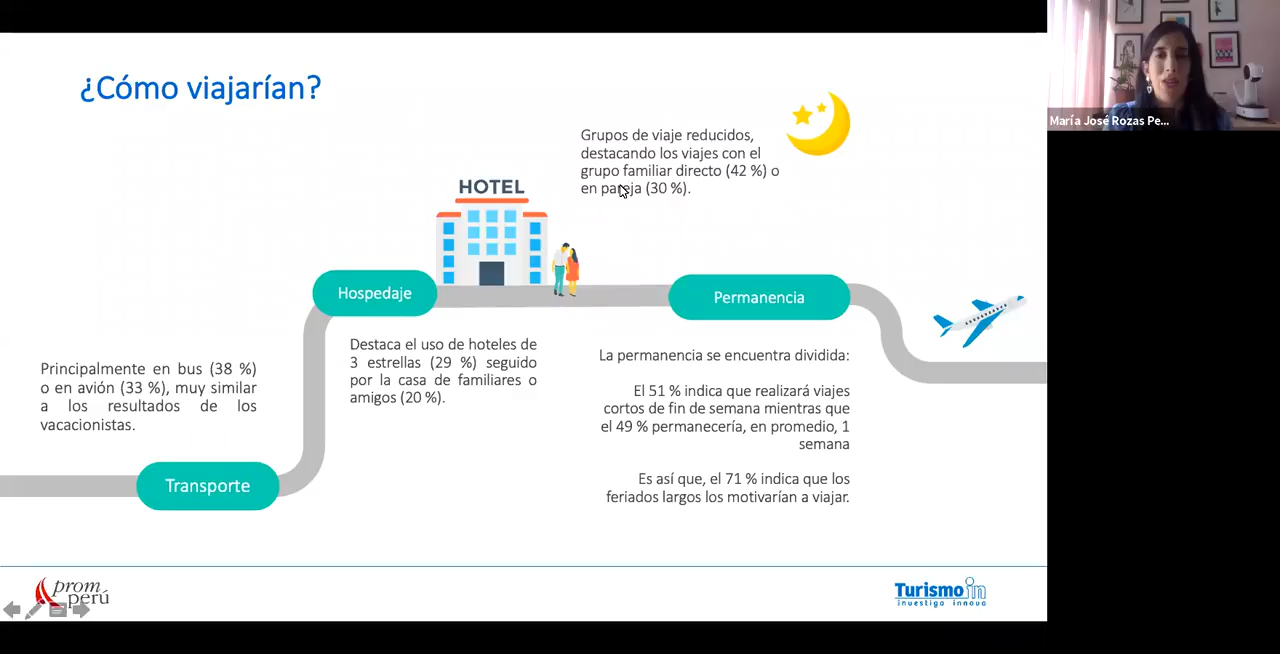 ¿Cómo viajarían?
Grupos de viaje reducidos,
destacando los viajes con el
grupo familiar directo (42 %) o
en pareja (30 %).
HOTEL
Hospedaje
Permanencia
Destaca el uso de hoteles de
3 estrellas (29 %) seguido
por la casa de familiares o
amigos (20 %).
La permanencia se encuentra dividida:
El 51 % indica que realizará viajes
cortos de fin de semana mientras que
el 49 % permanecería, en promedio, 1
semana
Es así que, el 71 % indica que los
feriados largos los motivarían a viajar.
Principalmente en bus (38 %)
o en avión (33 %), muy similar
a los resultados de los
vacacionistas.
Transporte
prom
perú
Turismo in
investiga innova
María José Rozas Pe...